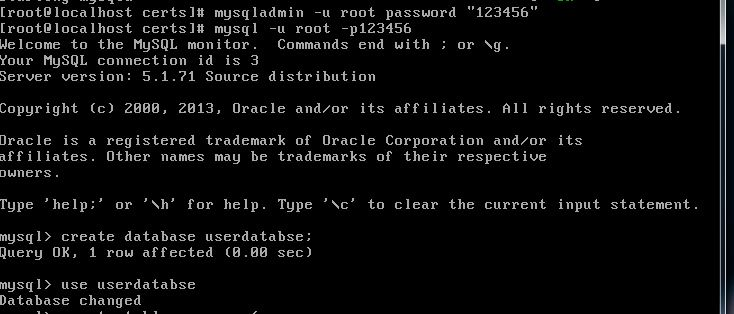 [root@localhost certs]# mysqladmin -u root password "123456"
[root@localhost certs]# mysql -u root -p123456
Welcome to the MySQL monitor.  Commands end with ; or \g.
Your MySQL connection id is 3
Server version: 5.1.71 Source distribution
Copyright (c) 2000, 2013, Oracle and/or its affiliates. All rights reserved.
Oracle is a registered trademark of Oracle Corporation and/or its
affiliates. Other names may be trademarks of their respective
owners.
Type 'help;' or '\h' for help. Type '\c' to clear the current input statement.
mysql> create database userdatabse;
Query OK, 1 row affected (0.00 sec)
mysql> use userdatabse
Database changed